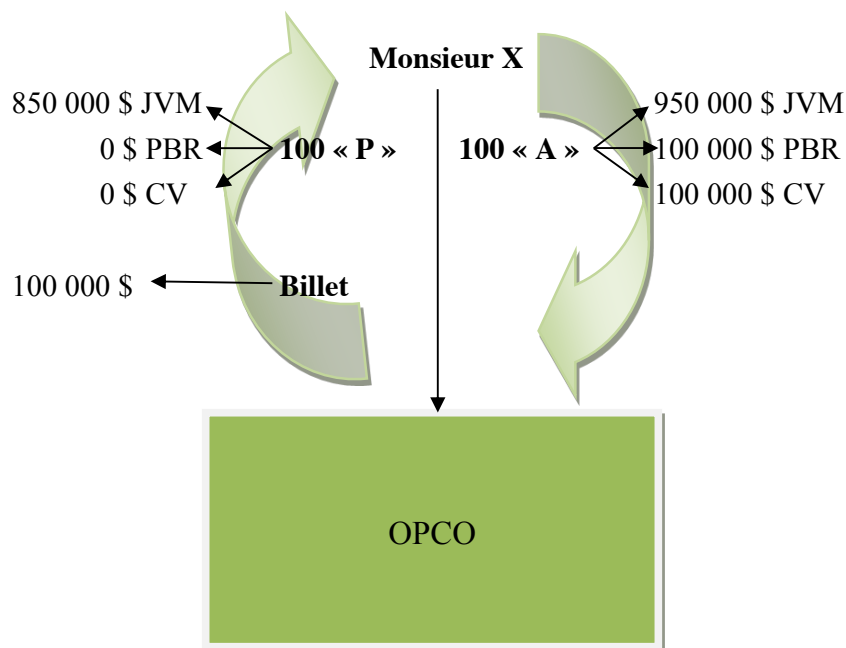 Monsieur X
850 000 $ JVM
0 $ PBR
0 $ CV
100 « P »
100 « A »
950 000 $ JVM
100 000 $ PBR
100 000 $ CV
100 000 $
Billet
OPCO